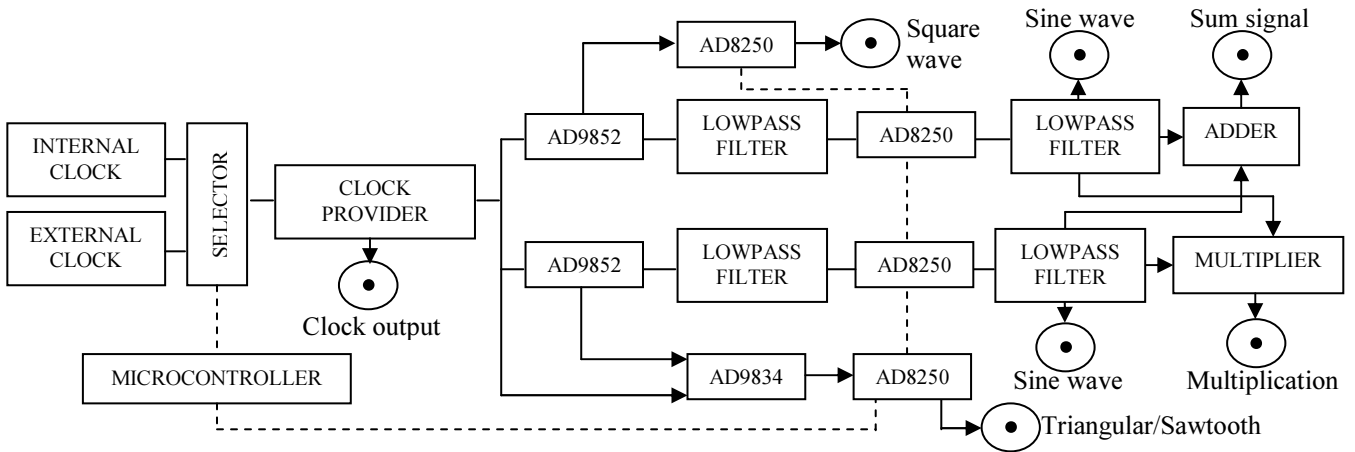 Sine wave
Sum signal
AD8250
Square
wave
INTERNAL
CLOCK
EXTERNAL
CLOCK
SELECTOR
CLOCK
PROVIDER
Clock output
MICROCONTROLLER
AD9852
LOWPASS
FILTER
AD8250
LOWPASS
FILTER
ADDER
AD9852
LOWPASS
FILTER
AD8250
LOWPASS
FILTER
MULTIPLIER
AD9834
AD8250
Sine wave
Multiplication
Triangular/Sawtooth